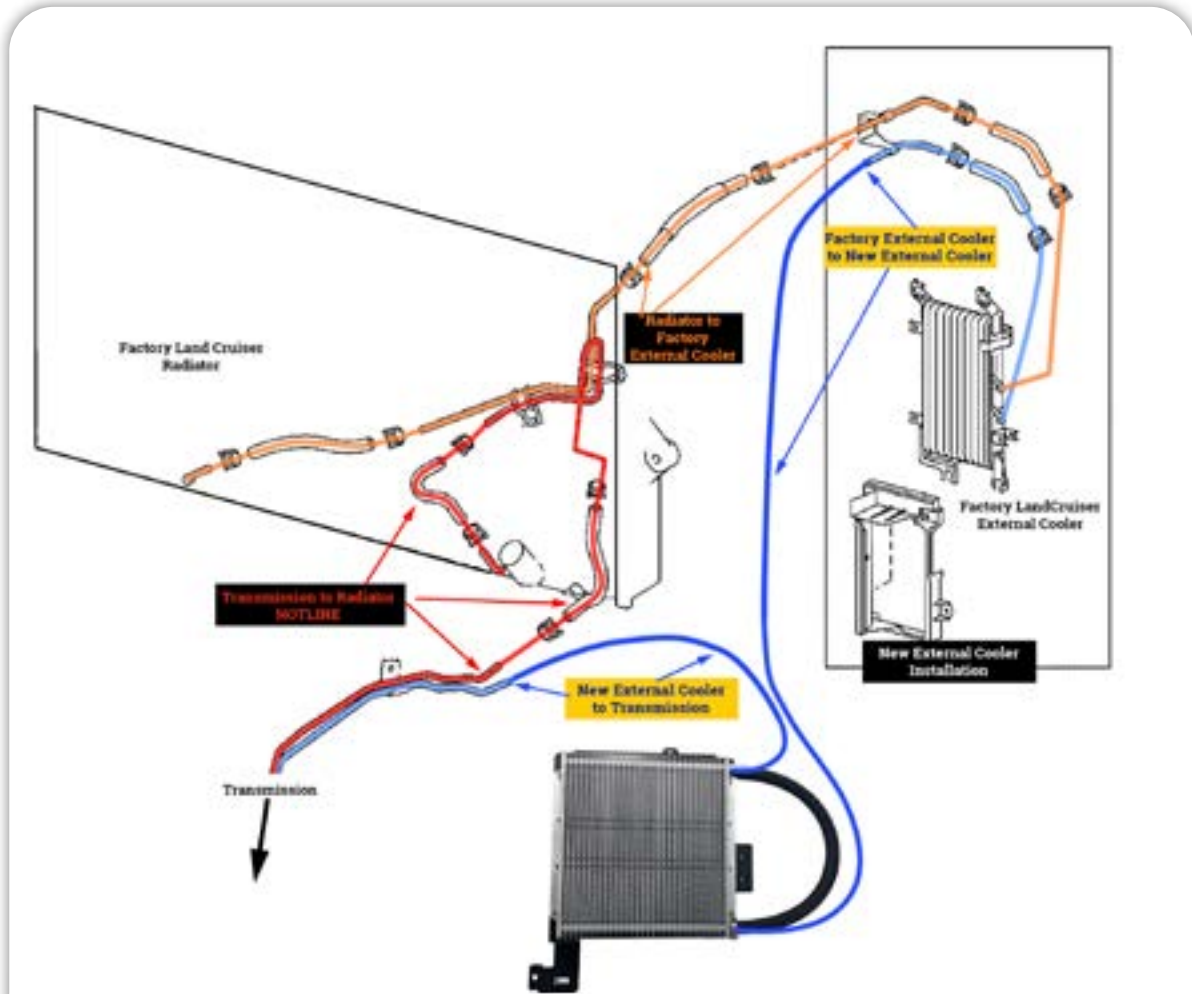 Factory Land Cruiser
Radiator
"Radiator to
Factory
External Cooler
Factory External Cooler
to New External Cooler
Factory LandCruiser
External Cooler
New External Cooler
Installation
Transmission to Radiator
HOTLINE
New External Cooler
to Transmission
Transmission